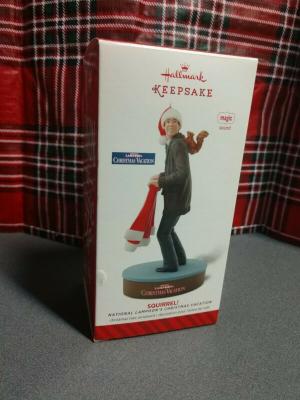 Hallmark
KEEPSAKE
magic
sound
CHRISTMAS VACATION
CHRISTMAS VACATION
SQUIRREL!
NATIONAL LAMPOON'S CHRISTMAS VACATION